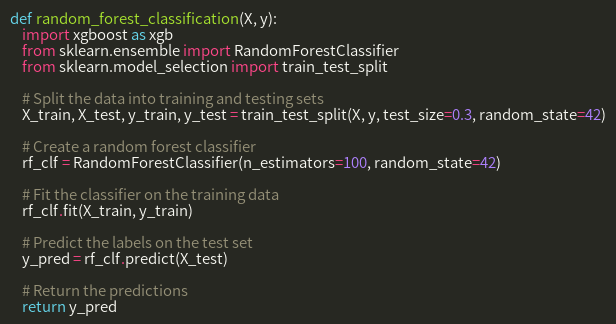 def random_forest_classification(X, y):
    import xgboost as xgb
    from sklearn.ensemble import RandomForestClassifier
    from sklearn.model_selection import train_test_split

    # Split the data into training and testing sets
    X_train, X_test, y_train, y_test = train_test_split(X, y, test_size=0.3, random_state=42)

    # Create a random forest classifier
    rf_clf = RandomForestClassifier(n_estimators=100, random_state=42)

    # Fit the classifier on the training data
    rf_clf.fit(X_train, y_train)

    # Predict the labels on the test set
    y_pred = rf_clf.predict(X_test)

    # Return the predictions
    return y_pred